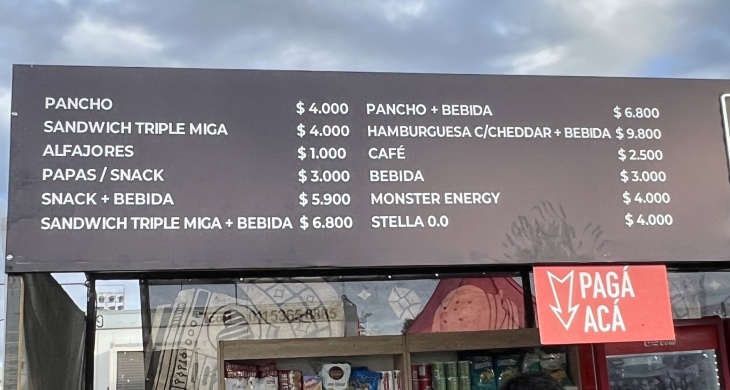 PANCHO $ 4.000
SANDWICH TRIPLE MIGA $ 4.000
ALFAJORES $ 1.000
PAPAS / SNACK $ 3.000
SNACK + BEBIDA $ 5.900
SANDWICH TRIPLE MIGA + BEBIDA $ 6.800
PANCHO + BEBIDA $ 6.800
HAMBURGUESA C/CHEDDAR + BEBIDA $ 9.800
CAFÉ $ 2.500
BEBIDA $ 3.000
MONSTER ENERGY $ 4.000
STELLA 0.0 $ 4.000
PAGÁ
ACÁ